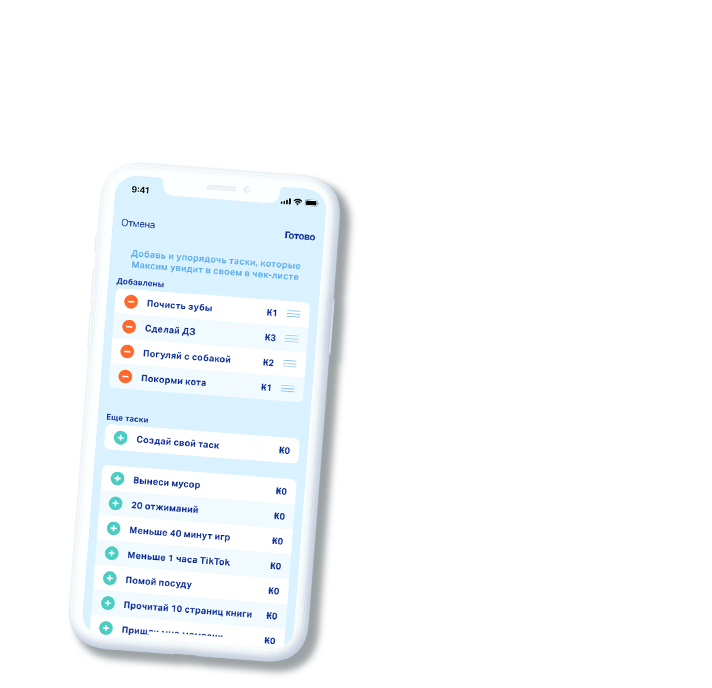 9:41
Отмена
Готово
Добавь и упорядочь таски, которые
Максим увидит в своем в чек-листе
Добавлены
Почисть зубы ₭1
Сделай ДЗ ₭3
Погуляй с собакой ₭2
Покорми кота ₭1
Еще таски
Создай свой таск ₭0
Вынеси мусор ₭0
20 отжиманий ₭0
Меньше 40 минут игр ₭0
Меньше 1 часа TikTok ₭0
Помой посуду ₭0
Прочитай 10 страниц книги ₭0
₭0